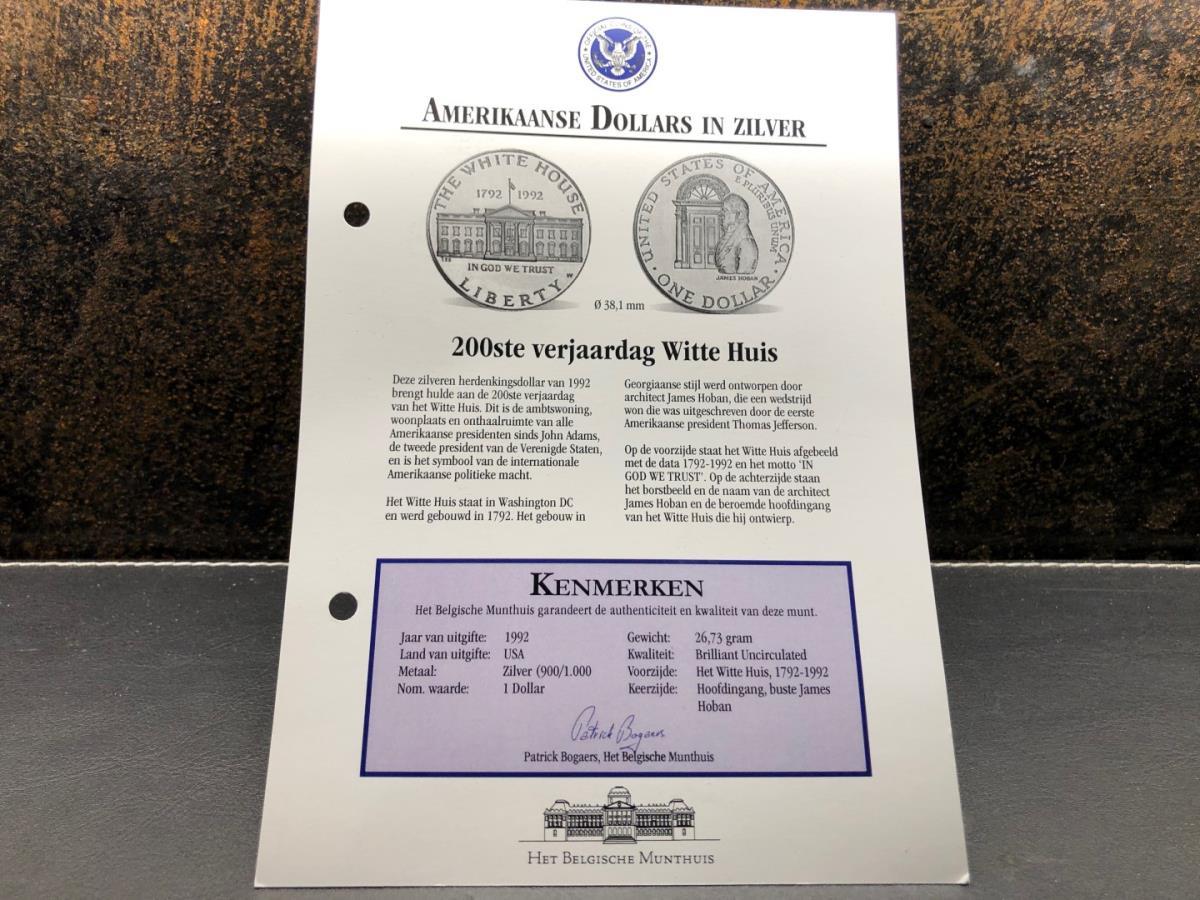 OFFICIAL COINS OF THE
UNITED STATES OF AMERICA
AMERIKAANSE DOLLARS IN ZILVER
THE WHITE HOUSE
1792 1992
IN GOD WE TRUST
LIBERTY
UNITED STATES OF AMERICA
E PLURIBUS UNUM
JAMES HOBAN
ONE DOLLAR
Ø 38,1 mm
200ste verjaardag Witte Huis
Deze zilveren herdenkingsdollar van 1992
brengt hulde aan de 200ste verjaardag
van het Witte Huis. Dit is de ambtswoning,
woonplaats en onthaalruimte van alle
Amerikaanse presidenten sinds John Adams,
de tweede president van de Verenigde Staten,
en is het symbool van de internationale
Amerikaanse politieke macht.
Het Witte Huis staat in Washington DC
en werd gebouwd in 1792. Het gebouw in
Georgiaanse stijl werd ontworpen door
architect James Hoban, die een wedstrijd
won die was uitgeschreven door de eerste
Amerikaanse president Thomas Jefferson.
Op de voorzijde staat het Witte Huis afgebeeld
met de data 1792-1992 en het motto 'IN
GOD WE TRUST'. Op de achterzijde staan
het borstbeeld en de naam van de architect
James Hoban en de beroemde hoofdingang
van het Witte Huis die hij ontwierp.
KENMERKEN
Het Belgische Munthuis garandeert de authenticiteit en kwaliteit van deze munt.
Jaar van uitgifte: 1992
Land van uitgifte: USA
Metaal: Zilver (900/1.000
Nom. waarde: 1 Dollar
Gewicht: 26,73 gram
Kwaliteit: Brilliant Uncirculated
Voorzijde: Het Witte Huis, 1792-1992
Keerzijde: Hoofdingang, buste James
Hoban
Patrick Bogaers
Patrick Bogaers, Het Belgische Munthuis
HET BELGISCHE MUNTHUIS